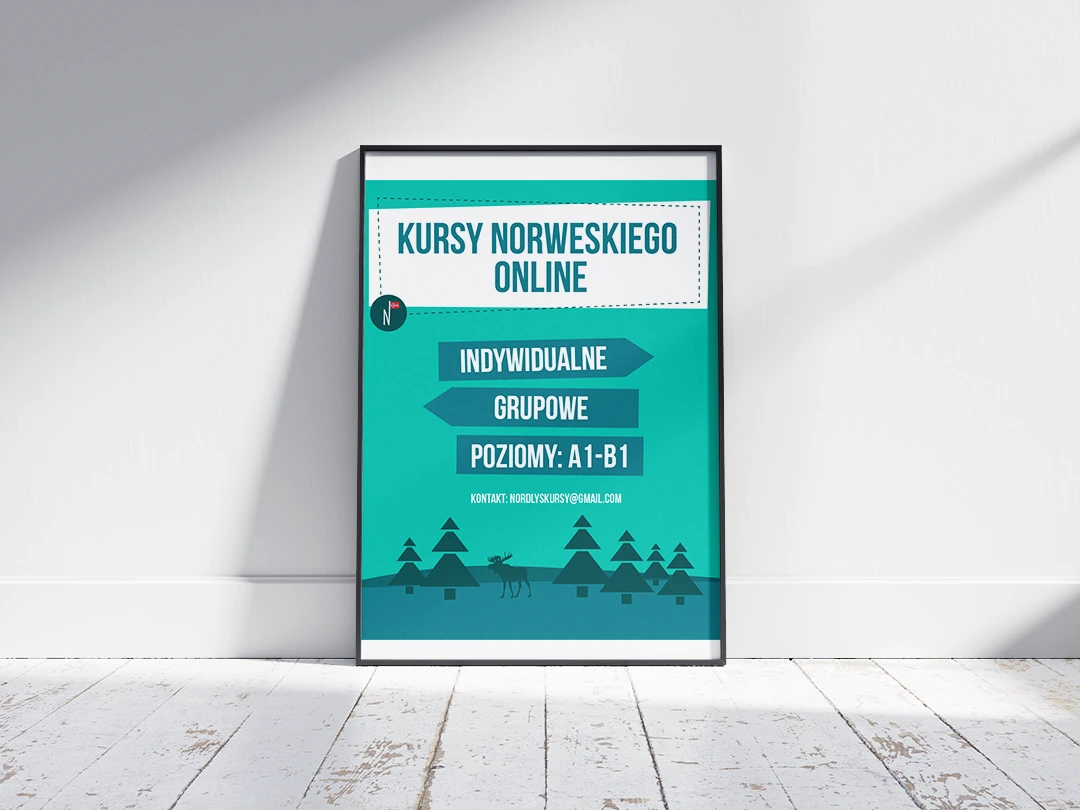 KURSY NORWESKIEGO
ONLINE
N
INDYWIDUALNE
GRUPOWE
POZIOMY: A1-B1
KONTAKT: NORDLYSKURSY@GMAIL.COM